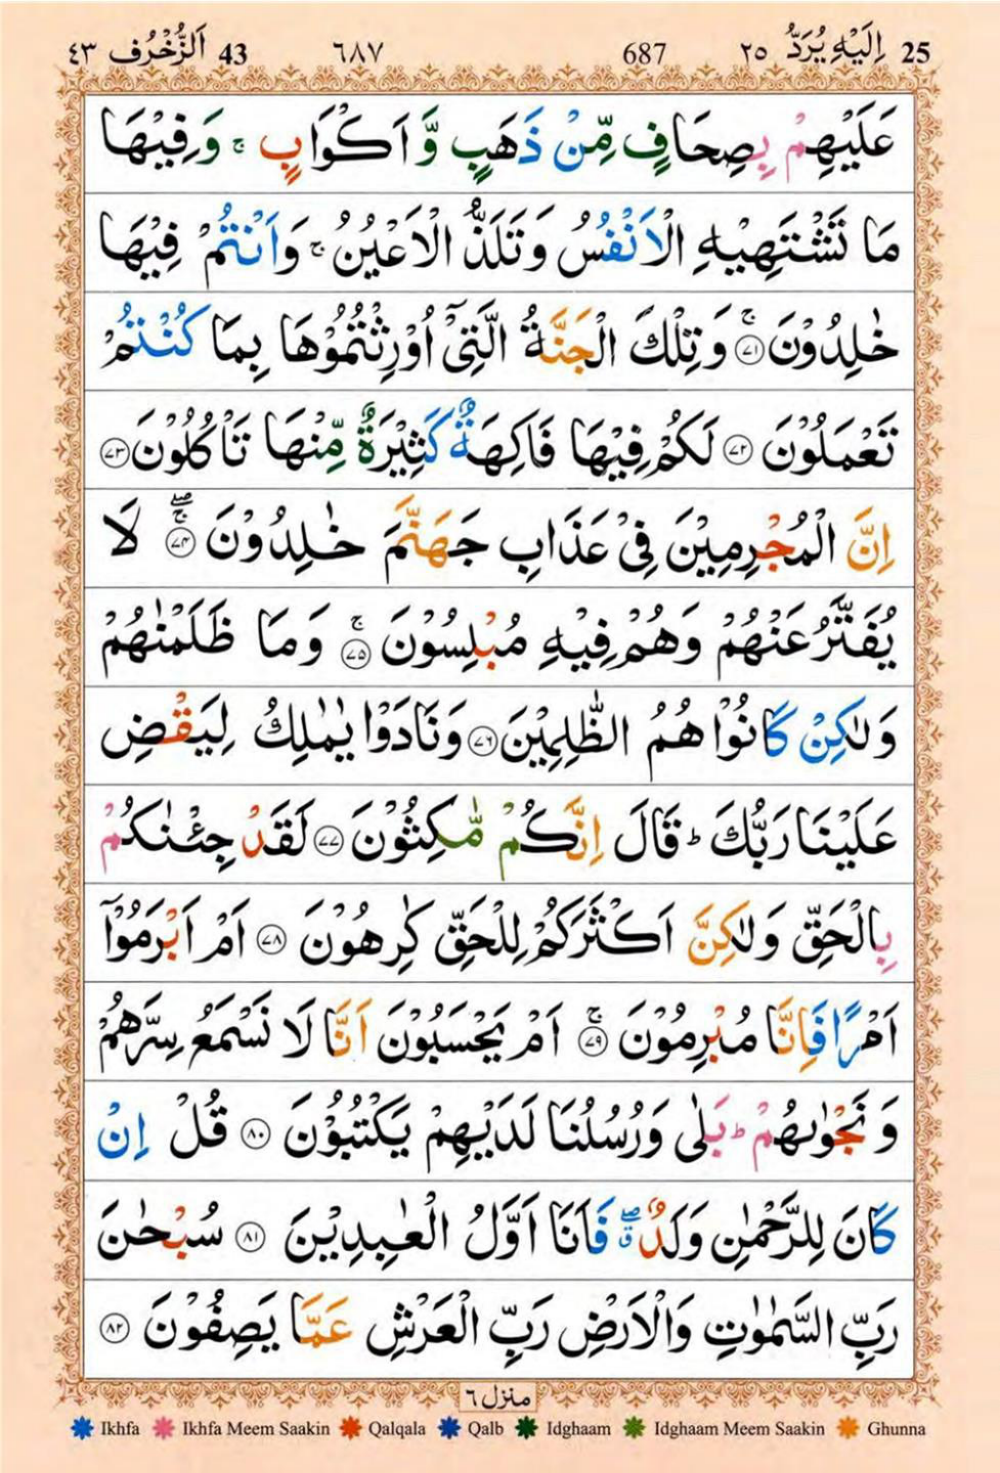 25 اِلَیْهِ یُرَدُّ ٢٥ 687 ٦٨٧ 43 اَلزُّخْرُف ٤٣
عَلَیْهِمْ بِصِحَافٍ مِّنْ ذَهَبٍ وَّ اَكْوَابٍ ۚ وَ فِیْهَا
مَا تَشْتَهِیْهِ الْاَنْفُسُ وَ تَلَذُّ الْاَعْیُنُ ۚ وَ اَنْتُمْ فِیْهَا
خٰلِدُوْنَ ۚ﴿٧١﴾ وَ تِلْكَ الْجَنَّةُ الَّتِیْۤ اُوْرِثْتُمُوْهَا بِمَا كُنْتُمْ
تَعْمَلُوْنَ ﴿٧٢﴾ لَكُمْ فِیْهَا فَاكِهَةٌ كَثِیْرَةٌ مِّنْهَا تَاْكُلُوْنَ ﴿٧٣﴾
اِنَّ الْمُجْرِمِیْنَ فِیْ عَذَابِ جَهَنَّمَ خٰلِدُوْنَ ۚۖ﴿٧٤﴾ لَا
یُفَتَّرُ عَنْهُمْ وَ هُمْ فِیْهِ مُبْلِسُوْنَ ۚ﴿٧٥﴾ وَ مَا ظَلَمْنٰهُمْ
وَ لٰكِنْ كَانُوْا هُمُ الظّٰلِمِیْنَ ﴿٧٦﴾ وَ نَادَوْا یٰمٰلِكُ لِیَقْضِ
عَلَیْنَا رَبُّكَ ؕ قَالَ اِنَّكُمْ مّٰكِثُوْنَ ﴿٧٧﴾ لَقَدْ جِئْنٰكُمْ
بِالْحَقِّ وَ لٰكِنَّ اَكْثَرَكُمْ لِلْحَقِّ كٰرِهُوْنَ ﴿٧٨﴾ اَمْ اَبْرَمُوْۤا
اَمْرًا فَاِنَّا مُبْرِمُوْنَ ۚ﴿٧٩﴾ اَمْ یَحْسَبُوْنَ اَنَّا لَا نَسْمَعُ سِرَّهُمْ
وَ نَجْوٰىهُمْ ؕ بَلٰى وَ رُسُلُنَا لَدَیْهِمْ یَكْتُبُوْنَ ﴿٨٠﴾ قُلْ اِنْ
كَانَ لِلرَّحْمٰنِ وَلَدٌ ۖۗ فَاَنَا اَوَّلُ الْعٰبِدِیْنَ ﴿٨١﴾ سُبْحٰنَ
رَبِّ السَّمٰوٰتِ وَ الْاَرْضِ رَبِّ الْعَرْشِ عَمَّا یَصِفُوْنَ ﴿٨٢﴾
منزل ٦
Ikhfa Ikhfa Meem Saakin Qalqala Qalb Idghaam Idghaam Meem Saakin Ghunna